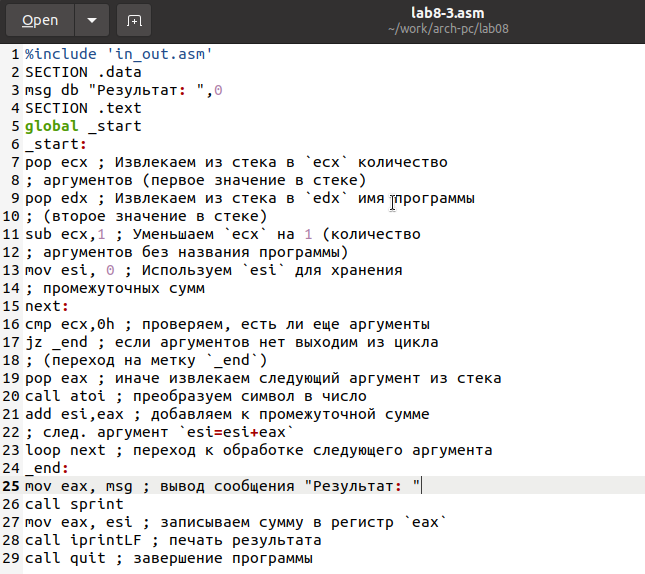 Open
lab8-3.asm
~/work/arch-pc/lab08
1 %include 'in_out.asm'
2 SECTION .data
3 msg db "Результат: ",0
4 SECTION .text
5 global _start
6 _start:
7 pop ecx ; Извлекаем из стека в `ecx` количество
8 ; аргументов (первое значение в стеке)
9 pop edx ; Извлекаем из стека в `edx` имя программы
10 ; (второе значение в стеке)
11 sub ecx,1 ; Уменьшаем `ecx` на 1 (количество
12 ; аргументов без названия программы)
13 mov esi, 0 ; Используем `esi` для хранения
14 ; промежуточных сумм
15 next:
16 cmp ecx,0h ; проверяем, есть ли еще аргументы
17 jz _end ; если аргументов нет выходим из цикла
18 ; (переход на метку `_end`)
19 pop eax ; иначе извлекаем следующий аргумент из стека
20 call atoi ; преобразуем символ в число
21 add esi,eax ; добавляем к промежуточной сумме
22 ; след. аргумент `esi=esi+eax`
23 loop next ; переход к обработке следующего аргумента
24 _end:
25 mov eax, msg ; вывод сообщения "Результат: "
26 call sprint
27 mov eax, esi ; записываем сумму в регистр `eax`
28 call iprintLF ; печать результата
29 call quit ; завершение программы